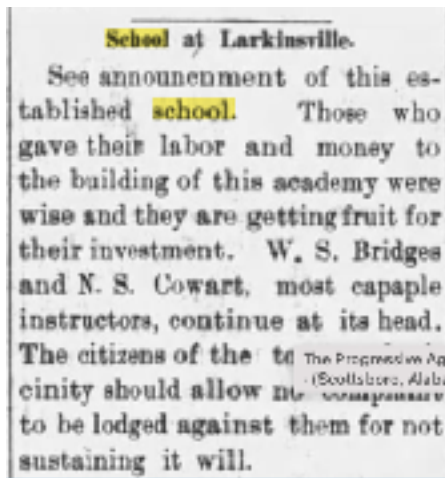 School at Larkinsville.
See announcnment of this es-
tablished school. Those who
gave their labor and money to
the building of this academy were
wise and they are getting fruit for
their investment. W. S. Bridges
and N. S. Cowart, most capaple
instructors, continue at its head.
The citizens of the
The Progressive Ag
(Scottsboro, Alaba
cinity should allow no
to be lodged against them for not
sustaining it will.